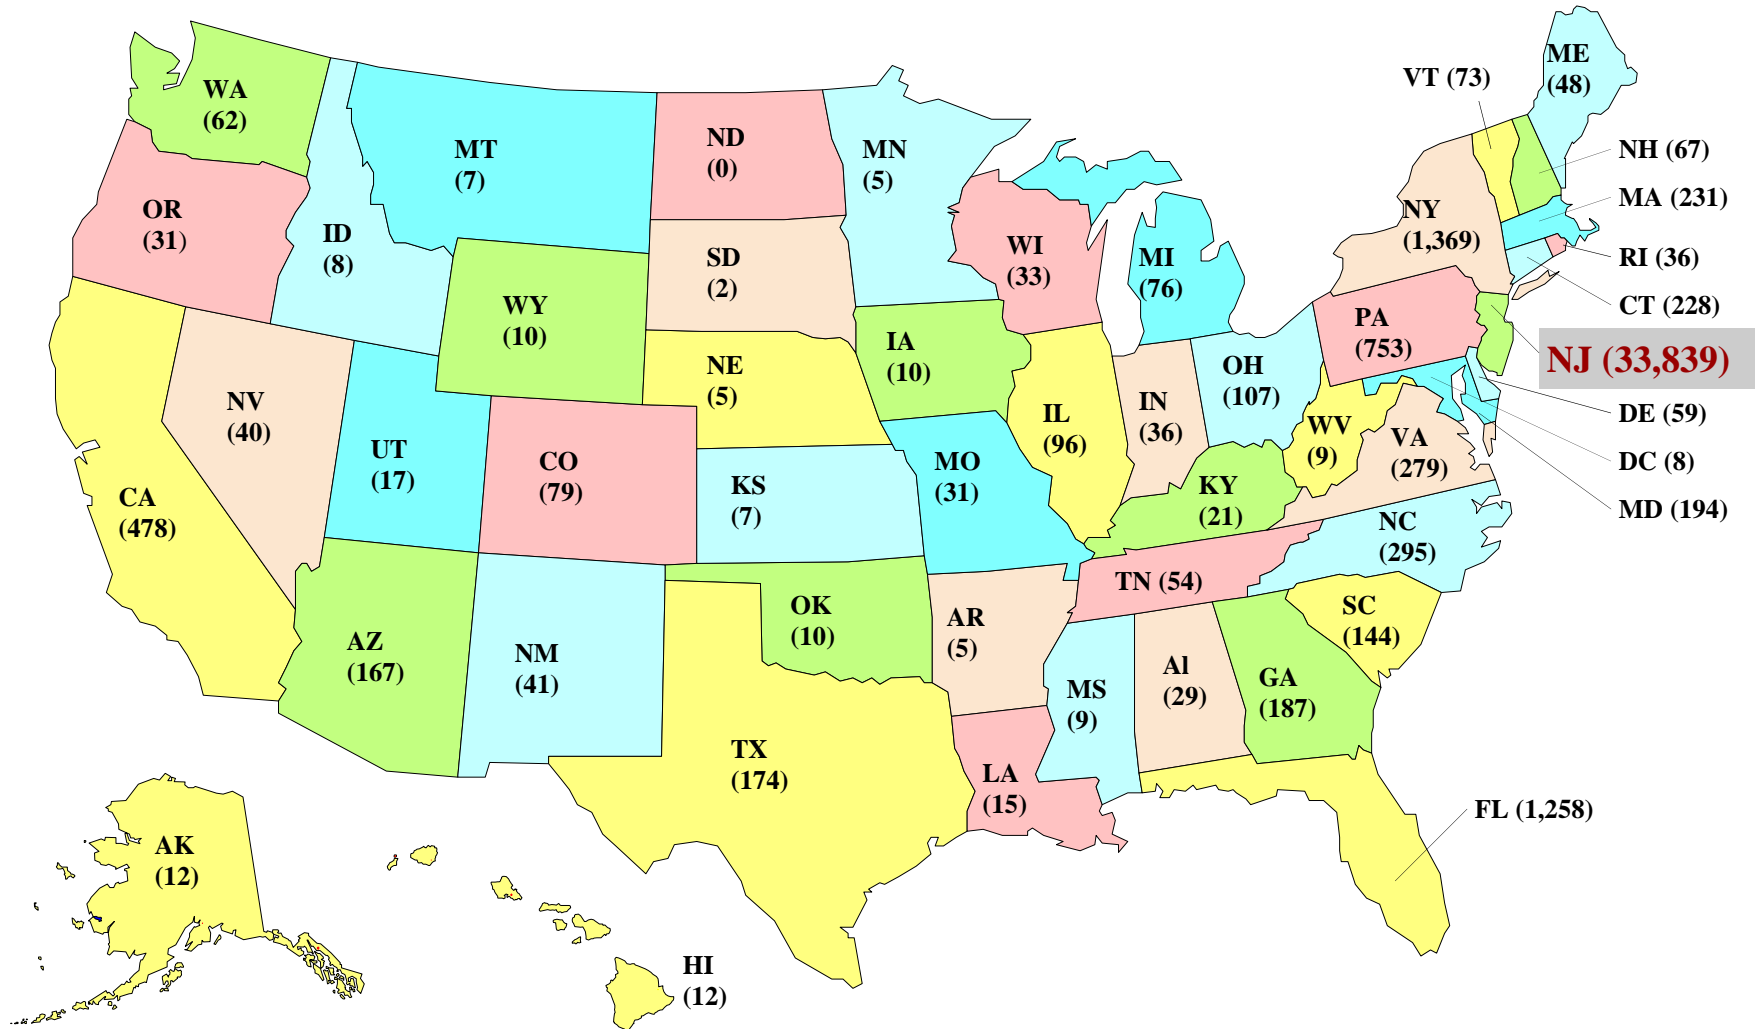 WA
(62)
OR
(31)
CA
(478)
ID
(8)
NV
(40)
MT
(7)
WY
(10)
UT
(17)
AZ
(167)
CO
(79)
NM
(41)
ND
(0)
SD
(2)
NE
(5)
KS
(7)
OK
(10)
TX
(174)
MN
(5)
IA
(10)
MO
(31)
AR
(5)
LA
(15)
WI
(33)
IL
(96)
MI
(76)
IN
(36)
OH
(107)
KY
(21)
TN (54)
MS
(9)
Al
(29)
GA
(187)
FL (1,258)
SC
(144)
NC
(295)
VA
(279)
WV
(9)
PA
(753)
NY
(1,369)
VT (73)
ME
(48)
NH (67)
MA (231)
RI (36)
CT (228)
NJ (33,839)
DE (59)
DC (8)
MD (194)
AK
(12)
HI
(12)